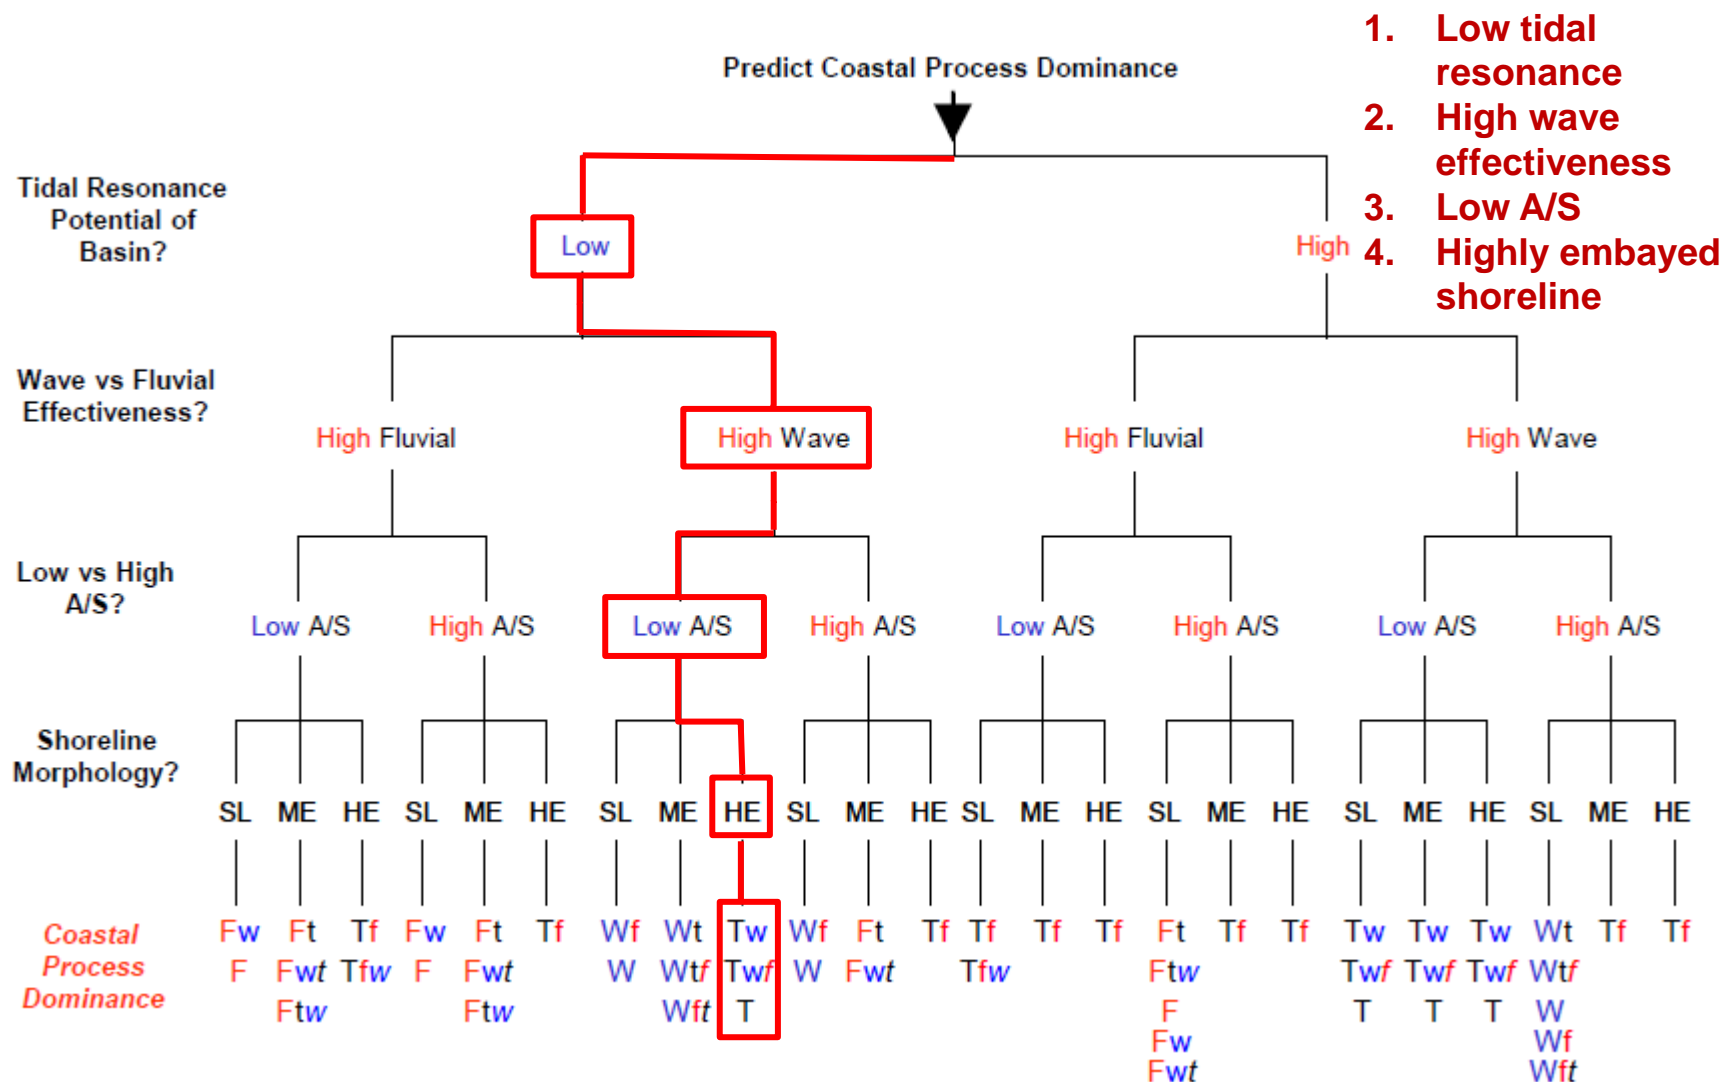 1. Low tidal
resonance
2. High wave
effectiveness
3. Low A/S
4. Highly embayed
shoreline
Predict Coastal Process Dominance
Tidal Resonance
Potential of
Basin?
Low High
Wave vs Fluvial
Effectiveness?
High Fluvial High Wave High Fluvial High Wave
Low vs High
A/S?
Low A/S High A/S Low A/S High A/S Low A/S High A/S Low A/S High A/S
Shoreline
Morphology?
SL ME HE SL ME HE SL ME HE SL ME HE SL ME HE SL ME HE SL ME HE SL ME HE
Coastal
Process
Dominance
Fw Ft Tf Fw Ft Tf Wf Wt Tw Wf Ft Tf Tf Tf Tf Ft Tf Tf Tw Tw Tw Wt Tf Tf
F Fwt Tfw F Fwt W Wtf Twf W Fwt Tfw Ftw Twf Twf Twf Wtf
Ftw Ftw Wft T F T T T W
Fw Wf
Fwt Wft